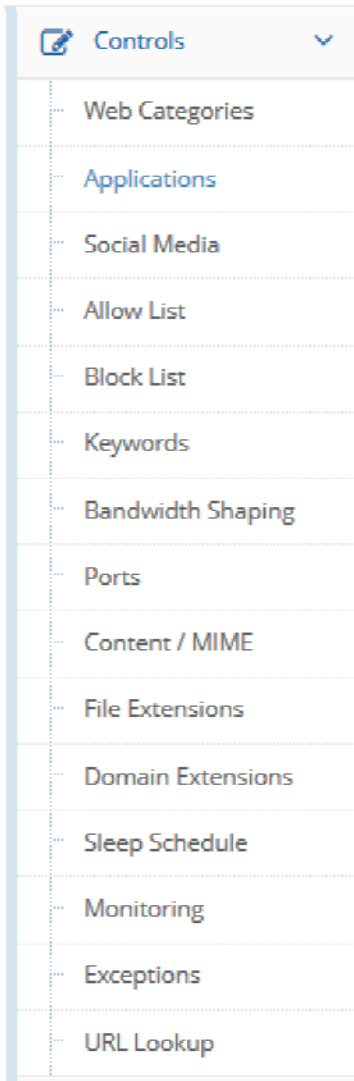 Controls
Web Categories
Applications
Social Media
Allow List
Block List
Keywords
Bandwidth Shaping
Ports
Content / MIME
File Extensions
Domain Extensions
Sleep Schedule
Monitoring
Exceptions
URL Lookup